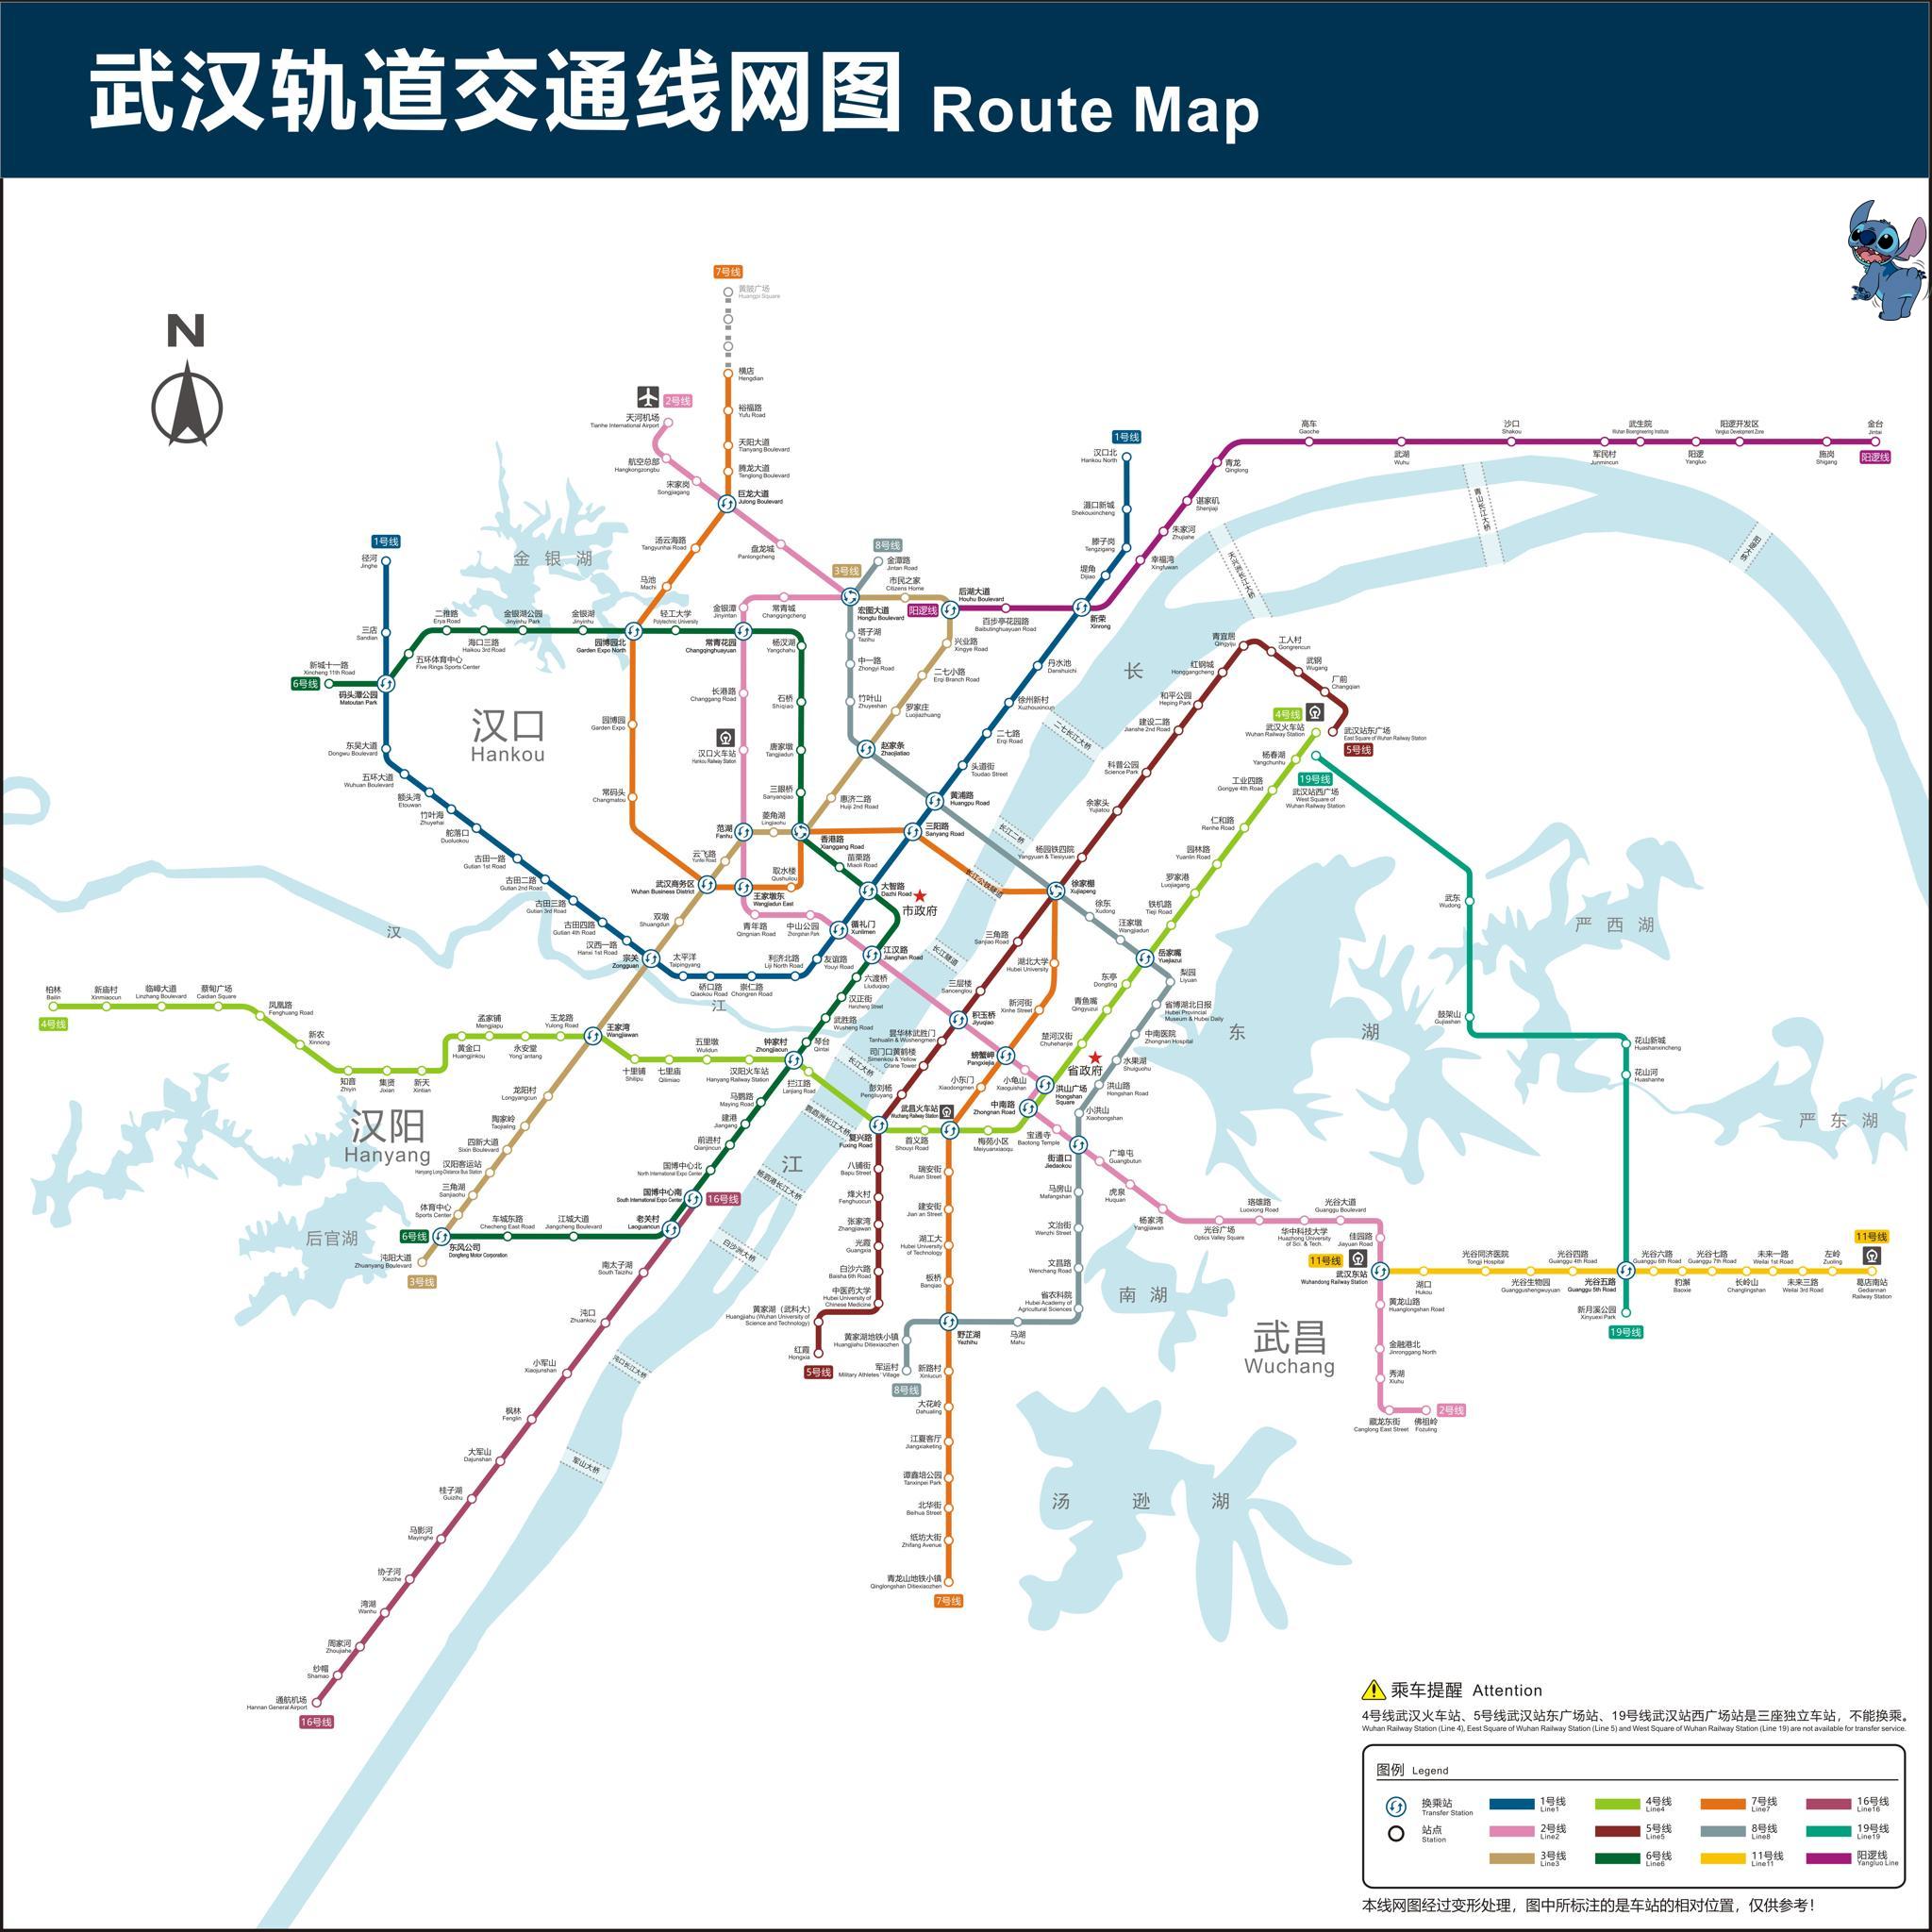 武汉轨道交通线网图 Route Map
N
7号线
黄陂广场
Huangpi Square
横店
Hengdian
裕福路
Yufu Road
天阳大道
Tianyang Boulevard
腾龙大道
Tenglong Boulevard
巨龙大道
Julong Boulevard
2号线
天河机场
Tianhe International Airport
航空总部
Hangkongzongbu
宋家岗
Songjiagang
汤云海路
Tangyunhai Road
马池
Machi
盘龙城
Panlongcheng
8号线
金潭路
Jintan Road
3号线
市民之家
Citizens Home
宏图大道
Hongtu Boulevard
阳逻线
后湖大道
Houhu Boulevard
百步亭花园路
Baibutinghuayuan Road
新荣
Xinrong
1号线
汉口北
Hankou North
滠口新城
Shekouxincheng
滕子岗
Tengzigang
堤角
Dijiao
青龙
Qinglong
谌家矶
Shenjiaji
朱家河
Zhujiahe
幸福湾
Xingfuwan
高车
Gaoche
武湖
Wuhu
沙口
Shakou
军民村
Junmincun
武生院
Wuhan Bioengineering Institute
阳逻
Yangluo
阳逻开发区
Yangluo Development Zone
施岗
Shigang
金台
Jintai
阳逻线
青山长江大桥
阳逻大桥
天兴洲长江大桥
金银湖
1号线
径河
Jinghe
三店
Sandian
二雅路
Erya Road
海口三路
Haikou 3rd Road
金银湖公园
Jinyinhu Park
金银湖
Jinyinhu
园博园北
Garden Expo North
轻工大学
Polytechnic University
金银潭
Jinyintan
常青城
Changqingcheng
常青花园
Changqinghuayuan
杨汊湖
Yangchahu
五环体育中心
Five Rings Sports Center
新城十一路
Xincheng 11th Road
6号线
码头潭公园
Matoutan Park
塔子湖
Tazihu
中一路
Zhongyi Road
竹叶山
Zhuyeshan
兴业路
Xingye Road
二七小路
Erqi Branch Road
罗家庄
Luojiazhuang
赵家条
Zhaojiatiao
丹水池
Danshuichi
徐州新村
Xuzhouxincun
二七路
Erqi Road
头道街
Toudao Street
黄浦路
Huangpu Road
长
二七长江大桥
汉口
Hankou
园博园
Garden Expo
常码头
Changmatou
长港路
Changgang Road
汉口火车站
Hankou Railway Station
石桥
Shiqiao
唐家墩
Tangjiadun
三眼桥
Sanyanqiao
惠济二路
Huiji 2nd Road
范湖
Fanhu
菱角湖
Lingjiaohu
香港路
Xianggang Road
苗栗路
Miaoli Road
三阳路
Sanyang Road
大智路
Dazhi Road
市政府
云飞路
Yunfei Road
武汉商务区
Wuhan Business District
王家墩东
Wangjiadun East
取水楼
Qushuilou
青年路
Qingnian Road
中山公园
Zhongshan Park
循礼门
Xunlimen
江汉路
Jianghan Road
友谊路
Youyi Road
利济北路
Liji North Road
崇仁路
Chongren Road
硚口路
Qiaokou Road
太平洋
Taipingyang
宗关
Zongguan
双墩
Shuangdun
东吴大道
Dongwu Boulevard
五环大道
Wuhuan Boulevard
额头湾
Etouwan
竹叶海
Zhuyehai
舵落口
Duoluokou
古田一路
Gutian 1st Road
古田二路
Gutian 2nd Road
古田三路
Gutian 3rd Road
古田四路
Gutian 4th Road
汉西一路
Hanxi 1st Road
汉
江
六渡桥
Liuduqiao
汉正街
Hanzheng Street
武胜路
Wusheng Road
琴台
Qintai
长江二桥
长江公铁隧道
长江隧道
长江大桥
鹦鹉洲长江大桥
杨泗港长江大桥
白沙洲大桥
沌口长江大桥
军山大桥
江
青宜居
Qingyiju
工人村
Gongrencun
武钢
Wugang
厂前
Changqian
红钢城
Honggangcheng
和平公园
Heping Park
建设二路
Jianshe 2nd Road
科普公园
Science Park
余家头
Yujiatou
杨园铁四院
Yangyuan & Tiesiyuan
4号线
武汉火车站
Wuhan Railway Station
武汉站东广场
East Square of Wuhan Railway Station
5号线
杨春湖
Yangchunhu
19号线
武汉站西广场
West Square of
Wuhan Railway Station
工业四路
Gongye 4th Road
仁和路
Renhe Road
园林路
Yuanlin Road
罗家港
Luojiagang
铁机路
Tieji Road
徐家棚
Xujiapeng
徐东
Xudong
汪家墩
Wangjiadun
岳家嘴
Yuejiazui
梨园
Liyuan
省博湖北日报
Hubei Provincial
Museum & Hubei Daily
中南医院
Zhongnan Hospital
水果湖
Shuiguohu
洪山路
Hongshan Road
小洪山
Xiaohongshan
东亭
Dongting
青鱼嘴
Qingyuzui
楚河汉街
Chuhehanjie
省政府
洪山广场
Hongshan
Square
三角路
Sanjiao Road
湖北大学
Hubei University
三层楼
Sancenglou
新河街
Xinhe Street
积玉桥
Jiyuqiao
螃蟹岬
Pangxiejia
昙华林武胜门
Tanhualin & Wushengmen
司门口黄鹤楼
Simenkou & Yellow
Crane Tower
彭刘杨
Pengliuyang
小东门
Xiaodongmen
小龟山
Xiaoguishan
中南路
Zhongnan Road
武昌火车站
Wuchang Railway Station
复兴路
Fuxing Road
首义路
Shouyi Road
梅苑小区
Meiyuanxiaoqu
宝通寺
Baotong Temple
街道口
Jiedaokou
广埠屯
Guangbutun
虎泉
Huquan
杨家湾
Yangjiawan
光谷广场
Optics Valley Square
珞雄路
Luoxiong Road
华中科技大学
Huazhong University
of Sci. & Tech.
光谷大道
Guanggu Boulevard
佳园路
Jiayuan Road
11号线
武汉东站
Wuhandong Railway Station
黄龙山路
Huanglongshan Road
金融港北
Jinronggang North
秀湖
Xiuhu
藏龙东街
Canglong East Street
佛祖岭
Fozuling
2号线
湖口
Hukou
光谷同济医院
Tongji Hospital
光谷生物园
Guanggushengwuyuan
光谷四路
Guanggu 4th Road
光谷五路
Guanggu 5th Road
光谷六路
Guanggu 6th Road
豹澥
Baoxie
光谷七路
Guanggu 7th Road
长岭山
Changlingshan
未来一路
Weilai 1st Road
未来三路
Weilai 3rd Road
左岭
Zuoling
11号线
葛店南站
Gediannan
Railway Station
新月溪公园
Xinyuexi Park
19号线
武东
Wudong
鼓架山
Gujiashan
花山新城
Huashanxincheng
花山河
Huashanhe
东湖
严西湖
严东湖
柏林
Bailin
4号线
新庙村
Xinmiaocun
临嶂大道
Linzhang Boulevard
蔡甸广场
Caidian Square
凤凰路
Fenghuang Road
新农
Xinnong
知音
Zhiyin
集贤
Jixian
新天
Xintian
黄金口
Huangjinkou
孟家铺
Mengjiapu
永安堂
Yong'antang
玉龙路
Yulong Road
王家湾
Wangjiawan
十里铺
Shilipu
七里庙
Qilimiao
五里墩
Wulidun
汉阳火车站
Hanyang Railway Station
钟家村
Zhongjiacun
拦江路
Lanjiang Road
马鹦路
Maying Road
建港
Jiangang
前进村
Qianjincun
国博中心北
North International Expo Center
国博中心南
South International Expo Center
16号线
老关村
Laoguancun
江城大道
Jiangcheng Boulevard
车城东路
Checheng East Road
东风公司
Dongfeng Motor Corporation
6号线
沌阳大道
Zhuanyang Boulevard
3号线
体育中心
Sports Center
三角湖
Sanjiaohu
汉阳客运站
Hanyang Long-Distance Bus Station
四新大道
Sixin Boulevard
陶家岭
Taojialing
龙阳村
Longyangcun
汉阳
Hanyang
后官湖
南太子湖
South Taizihu
沌口
Zhuankou
小军山
Xiaojunshan
枫林
Fenglin
大军山
Dajunshan
桂子湖
Guizihu
马影河
Mayinghe
协子河
Xiezihe
湾湖
Wanhu
周家河
Zhoujiahe
纱帽
Shamao
通航机场
Hannan General Airport
16号线
八铺街
Bapu Street
烽火村
Fenghuocun
张家湾
Zhangjiawan
光霞
Guangxia
白沙六路
Baisha 6th Road
中医药大学
Hubei University of
Chinese Medicine
黄家湖（武科大）
Huangjiahu (Wuhan University of
Science and Technology)
红霞
Hongxia
5号线
瑞安街
Ruian Street
建安街
Jian an Street
湖工大
Hubei University
of Technology
板桥
Banqiao
野芷湖
Yezhihu
黄家湖地铁小镇
Huangjiahu Ditiexiaozhen
军运村
Military Athletes' Village
8号线
新路村
Xinlucun
大花岭
Dahualing
江夏客厅
Jiangxiaketing
谭鑫培公园
Tanxinpei Park
北华街
Beihua Street
纸坊大街
Zhifang Avenue
青龙山地铁小镇
Qinglongshan Ditiexiaozhen
7号线
马房山
Mafangshan
文治街
Wenzhi Street
文昌路
Wenchang Road
省农科院
Hubei Academy of
Agricultural Sciences
马湖
Mahu
南湖
武昌
Wuchang
汤逊湖
乘车提醒 Attention
4号线武汉火车站、5号线武汉站东广场站、19号线武汉站西广场站是三座独立车站，不能换乘。
Wuhan Railway Station (Line 4), Eest Square of Wuhan Railway Station (Line 5) and West Square of Wuhan Railway Station (Line 19) are not available for transfer service.
图例 Legend
换乘站
Transfer Station
站点
Station
1号线
Line1
2号线
Line2
3号线
Line3
4号线
Line4
5号线
Line5
6号线
Line6
7号线
Line7
8号线
Line8
11号线
Line11
16号线
Line16
19号线
Line19
阳逻线
Yangluo Line
本线网图经过变形处理，图中所标注的是车站的相对位置，仅供参考！